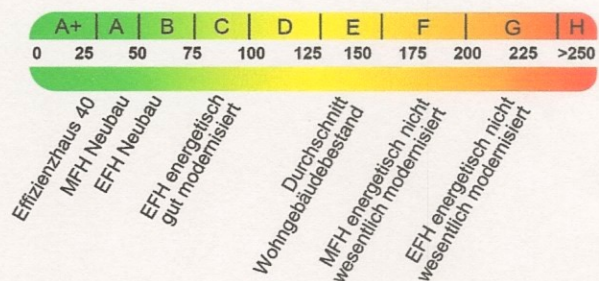 A+ A B C D E F G H
0 25 50 75 100 125 150 175 200 225 >250
Effizienzhaus 40
MFH Neubau
EFH Neubau
EFH energetisch
gut modernisiert
Durchschnitt
Wohngebäudebestand
MFH energetisch nicht
wesentlich modernisiert
EFH energetisch nicht
wesentlich modernisiert